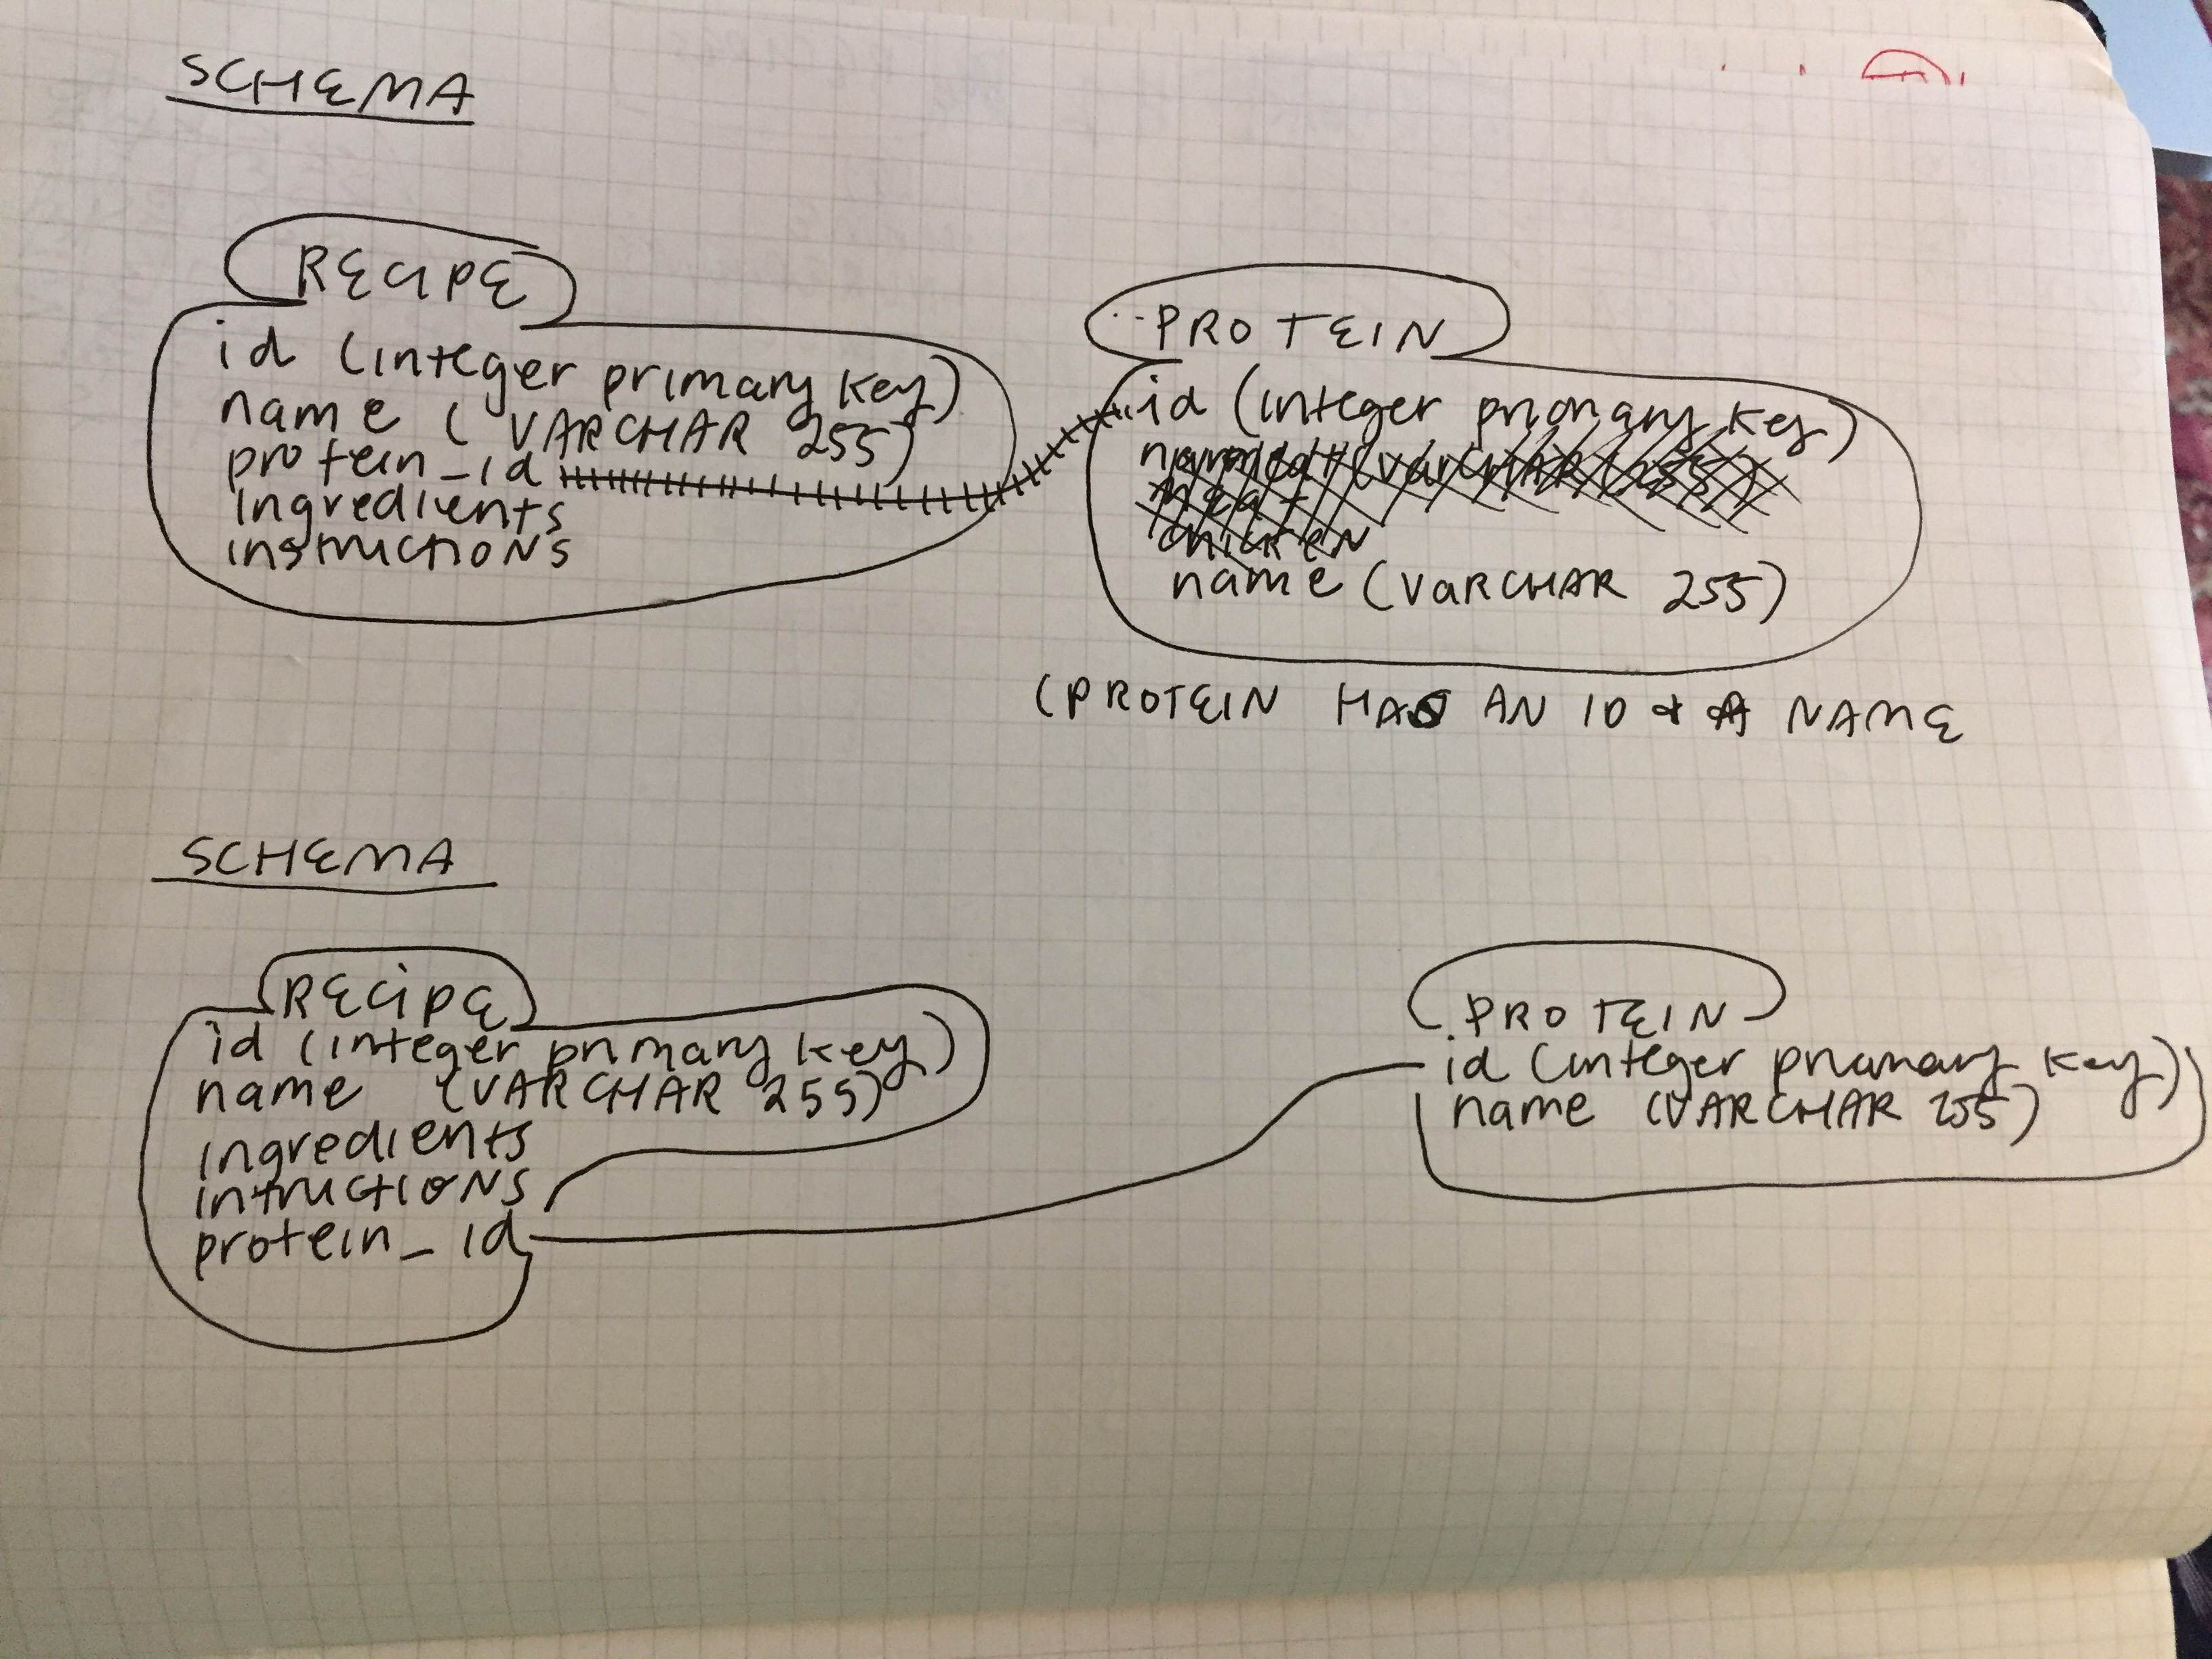 SCHEMA
RECIPE
id (integer primary key)
name (VARCHAR 255)
protein_id
ingredients
instructions
PROTEIN
id (integer primary key)
chicken
name (VARCHAR 255)
(PROTEIN HAS AN ID & A NAME
SCHEMA
RECIPE
id (integer primary key)
name (VARCHAR 255)
ingredients
intructions
protein_id
PROTEIN
id (integer primary key)
name (VARCHAR 255)